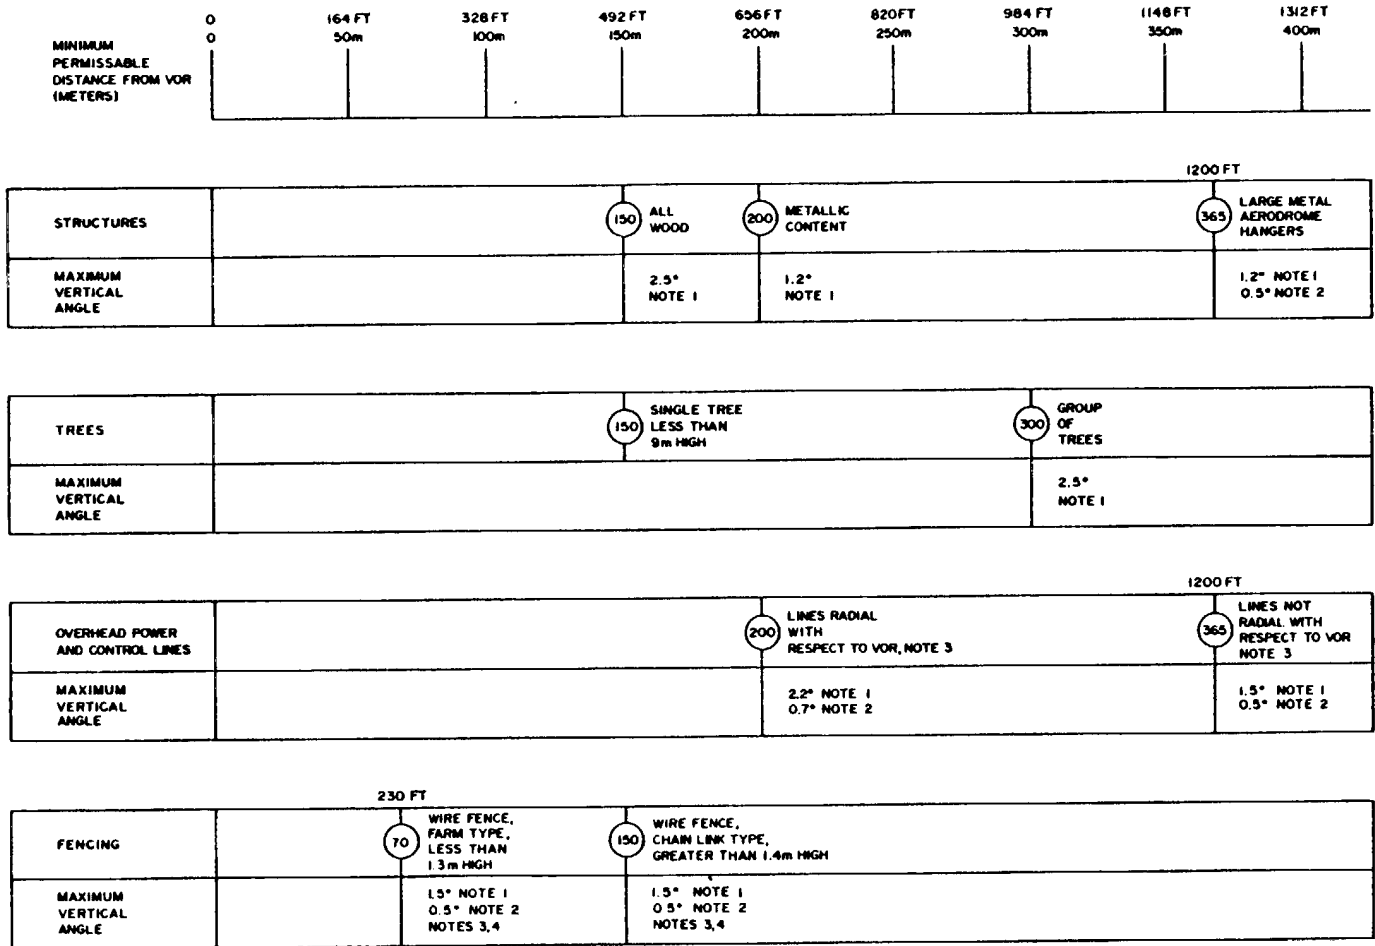 0 164 FT 328 FT 492 FT 656 FT 820 FT 984 FT 1148 FT 1312 FT
0 50m 100m 150m 200m 250m 300m 350m 400m
MINIMUM
PERMISSABLE
DISTANCE FROM VOR
(METERS)
1200 FT
STRUCTURES
150 ALL
WOOD
200 METALLIC
CONTENT
365 LARGE METAL
AERODROME
HANGERS
MAXIMUM
VERTICAL
ANGLE
2.5°
NOTE 1
1.2°
NOTE 1
1.2° NOTE 1
0.5° NOTE 2
TREES
150 SINGLE TREE
LESS THAN
9m HIGH
300 GROUP
OF
TREES
MAXIMUM
VERTICAL
ANGLE
2.5°
NOTE 1
1200 FT
OVERHEAD POWER
AND CONTROL LINES
200 LINES RADIAL
WITH
RESPECT TO VOR, NOTE 3
365 LINES NOT
RADIAL WITH
RESPECT TO VOR
NOTE 3
MAXIMUM
VERTICAL
ANGLE
2.2° NOTE 1
0.7° NOTE 2
1.5° NOTE 1
0.5° NOTE 2
230 FT
FENCING
70 WIRE FENCE,
FARM TYPE,
LESS THAN
1.3m HIGH
150 WIRE FENCE,
CHAIN LINK TYPE,
GREATER THAN 1.4m HIGH
MAXIMUM
VERTICAL
ANGLE
1.5° NOTE 1
0.5° NOTE 2
NOTES 3,4
1.5° NOTE 1
0.5° NOTE 2
NOTES 3,4